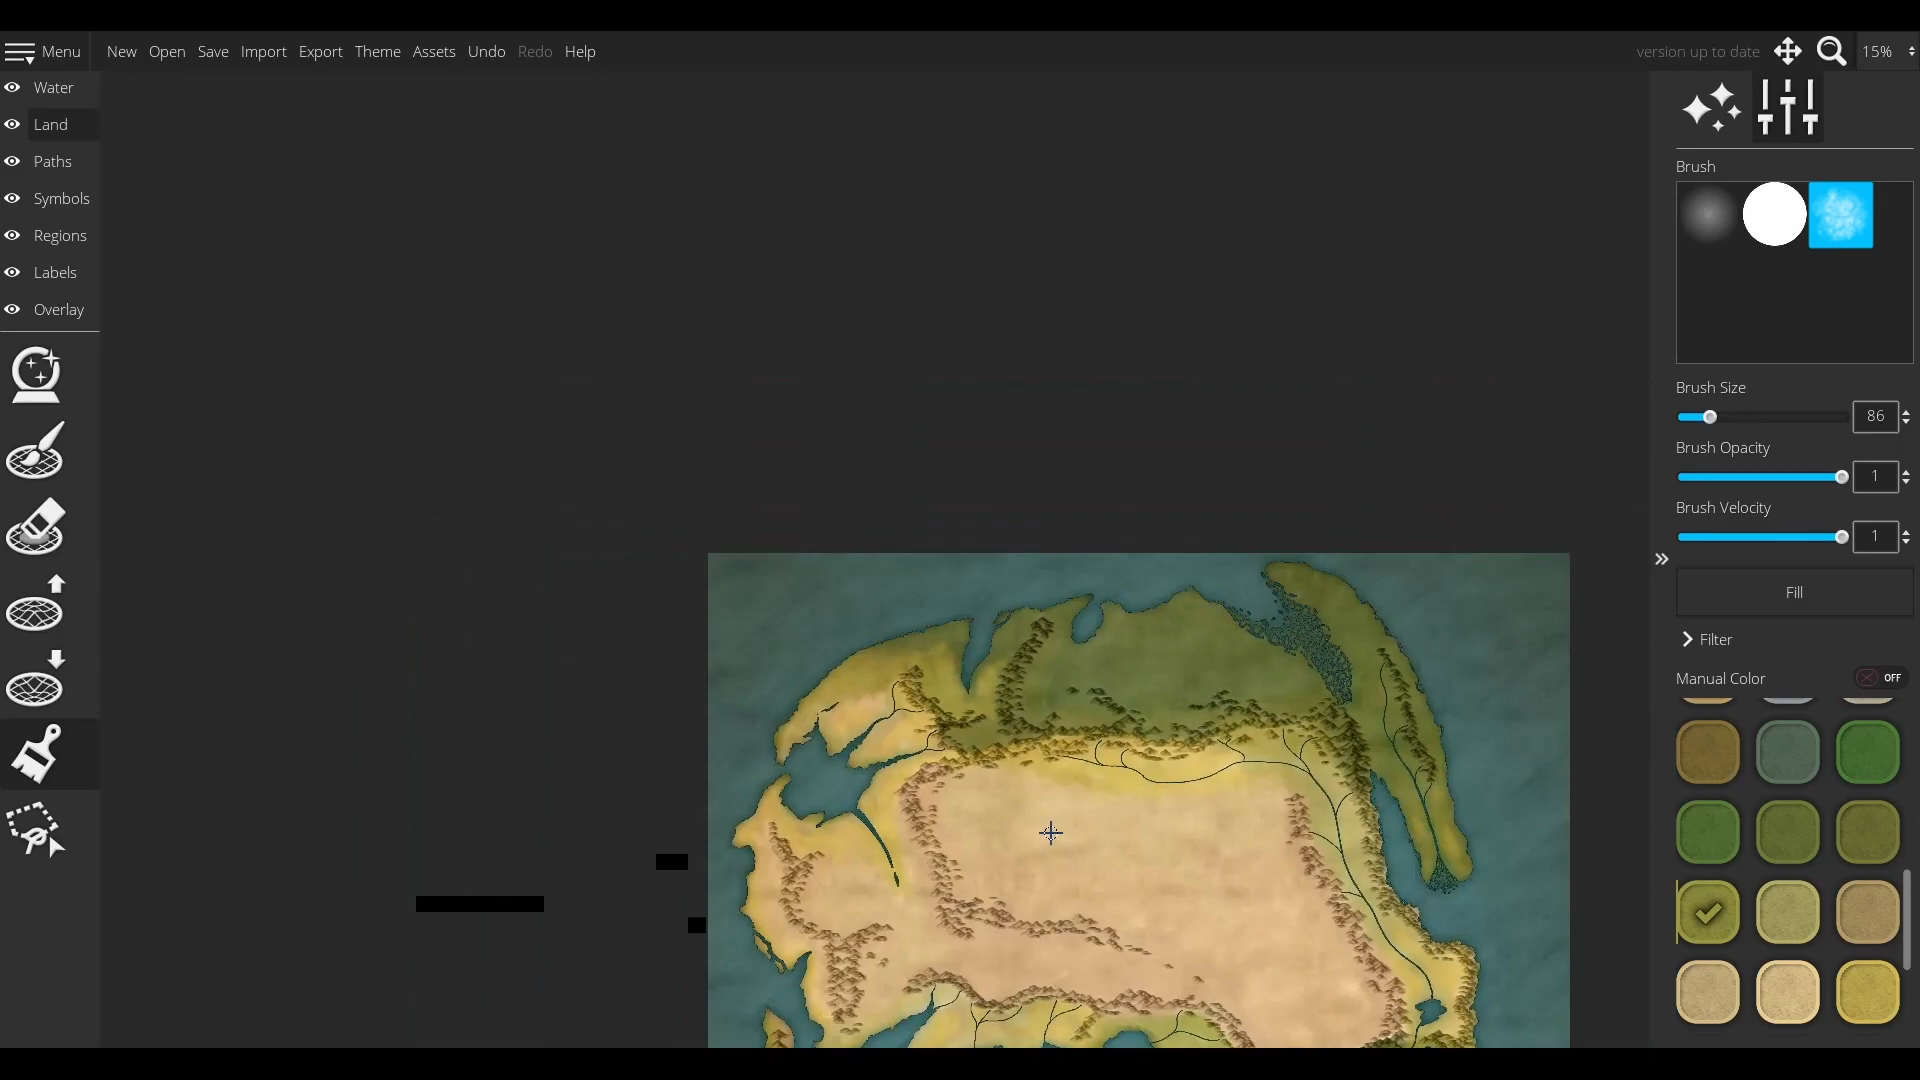 Menu New Open Save Import Export Theme Assets Undo Redo Help version up to date 15%
Water
Land
Paths
Symbols
Regions
Labels
Overlay
Brush
Brush Size
86
Brush Opacity
1
Brush Velocity
1
Fill
Filter
Manual Color OFF